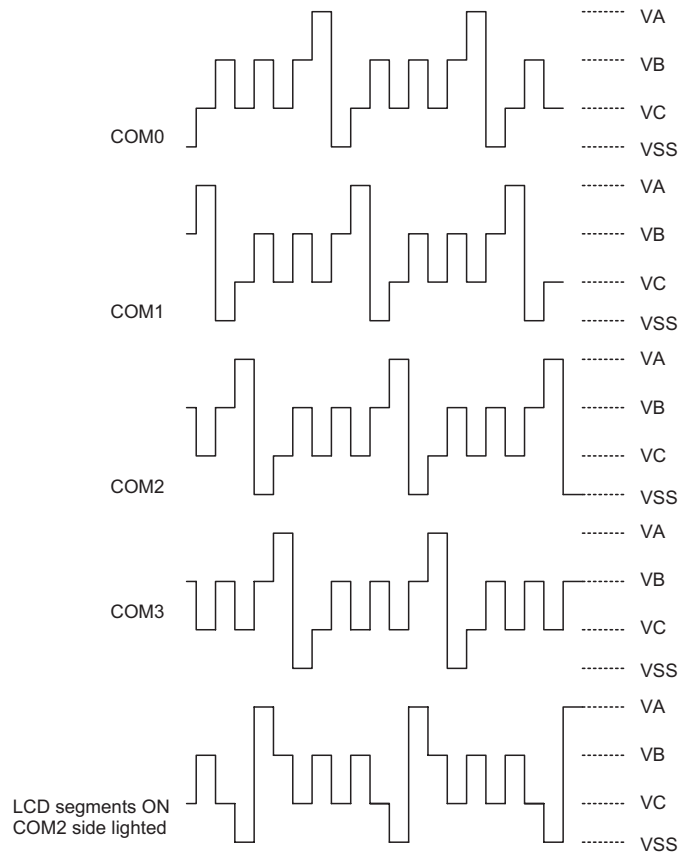 VA
VB
VC
COM0
VSS
VA
VB
VC
COM1
VSS
VA
VB
VC
COM2
VSS
VA
VB
COM3
VC
VSS
VA
VB
LCD segments ON
VC
COM2 side lighted
VSS